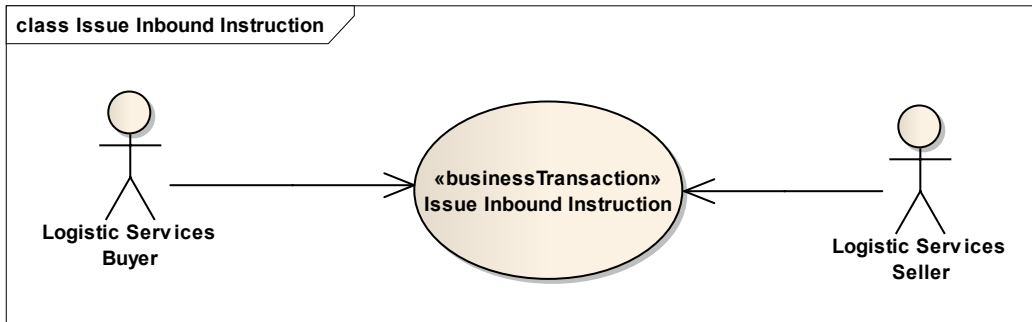 class Issue Inbound Instruction
«businessTransaction»
Issue Inbound Instruction
Logistic Services
Buyer
Logistic Services
Seller